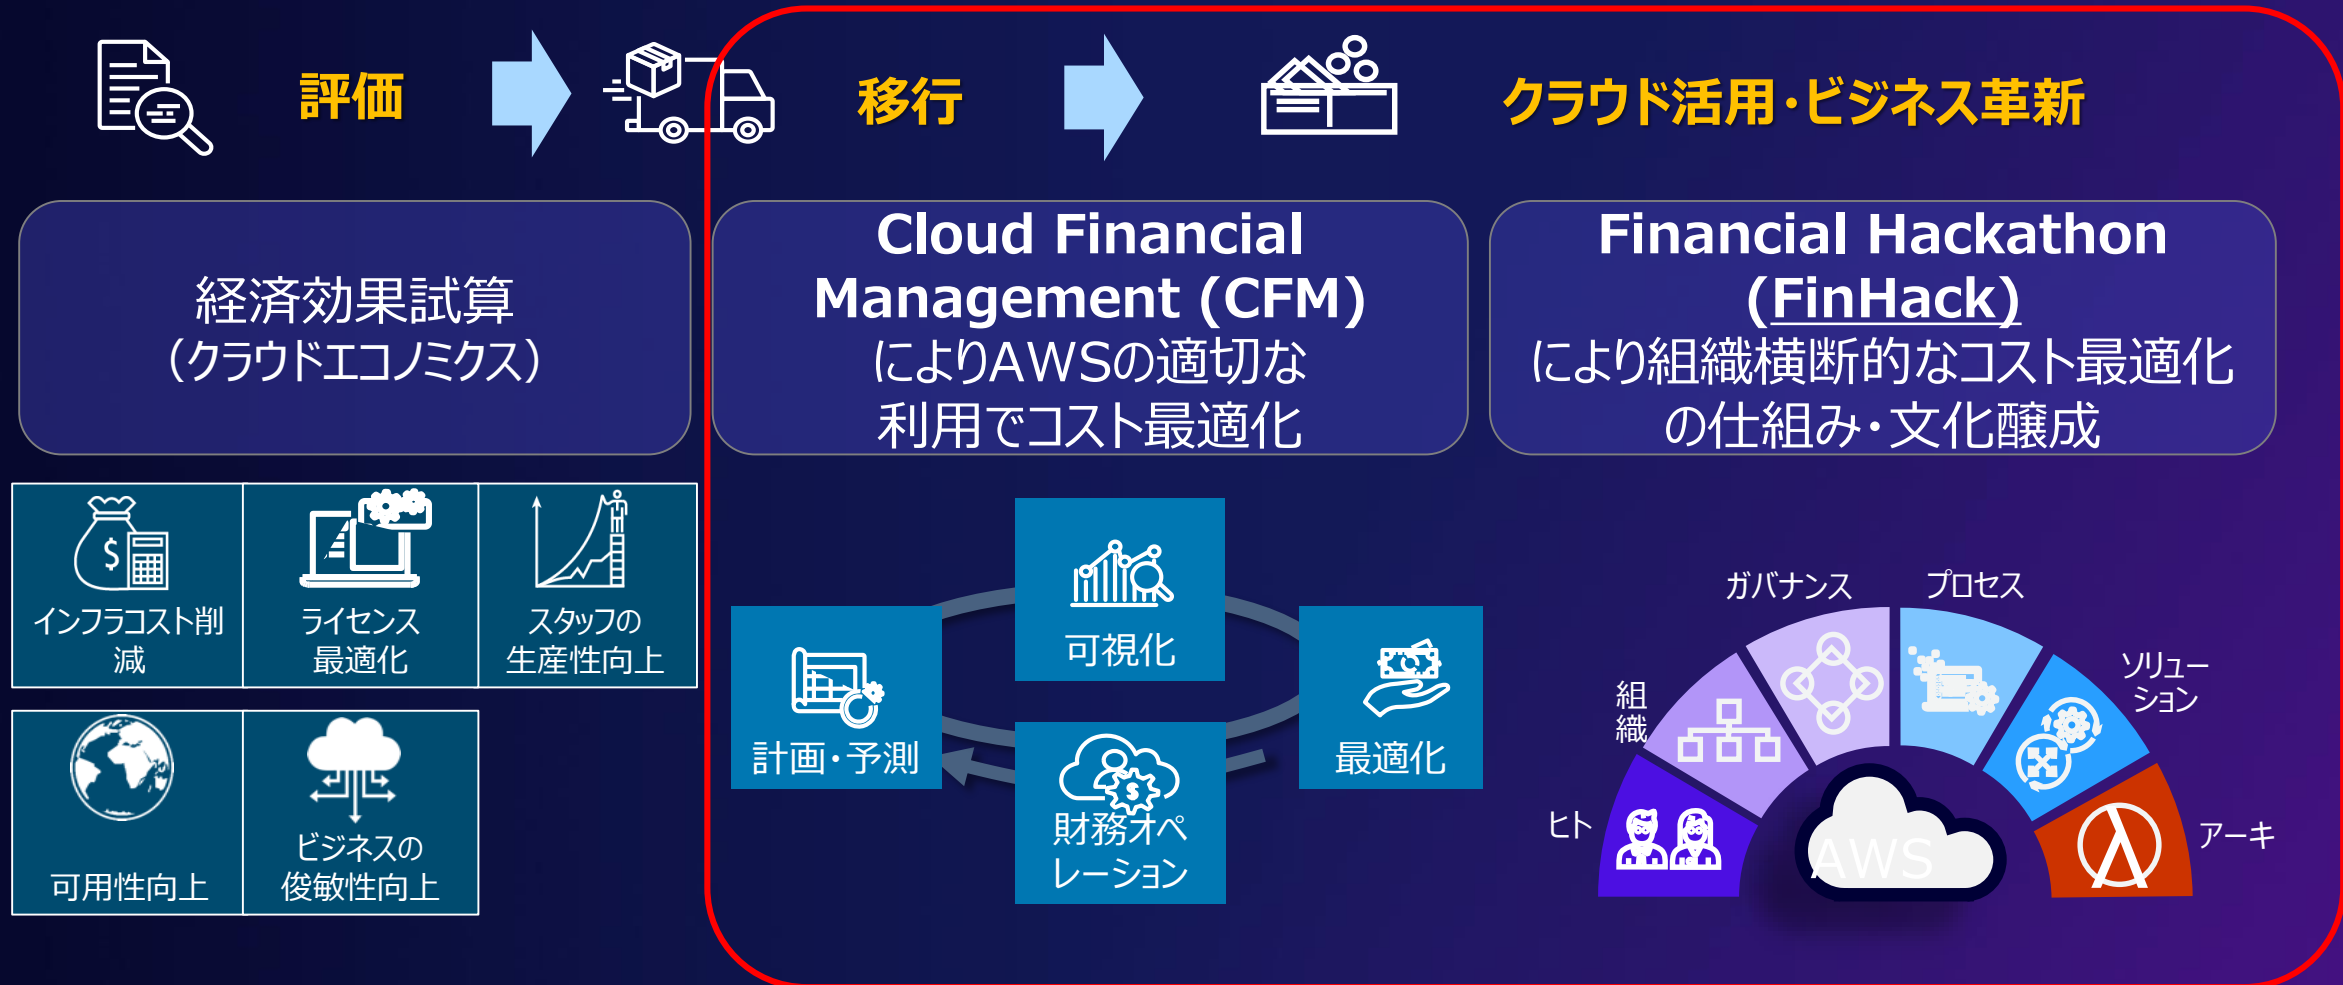 評価
移行
クラウド活用・ビジネス革新
経済効果試算
（クラウドエコノミクス）
Cloud Financial
Management (CFM)
によりAWSの適切な
利用でコスト最適化
Financial Hackathon
(FinHack)
により組織横断的なコスト最適化
の仕組み・文化醸成
インフラコスト削
減
ライセンス
最適化
スタッフの
生産性向上
可用性向上
ビジネスの
俊敏性向上
可視化
計画・予測
最適化
財務オペ
レーション
ガバナンス
プロセス
組
織
ソリュー
ション
ヒト
アーキ
AWS